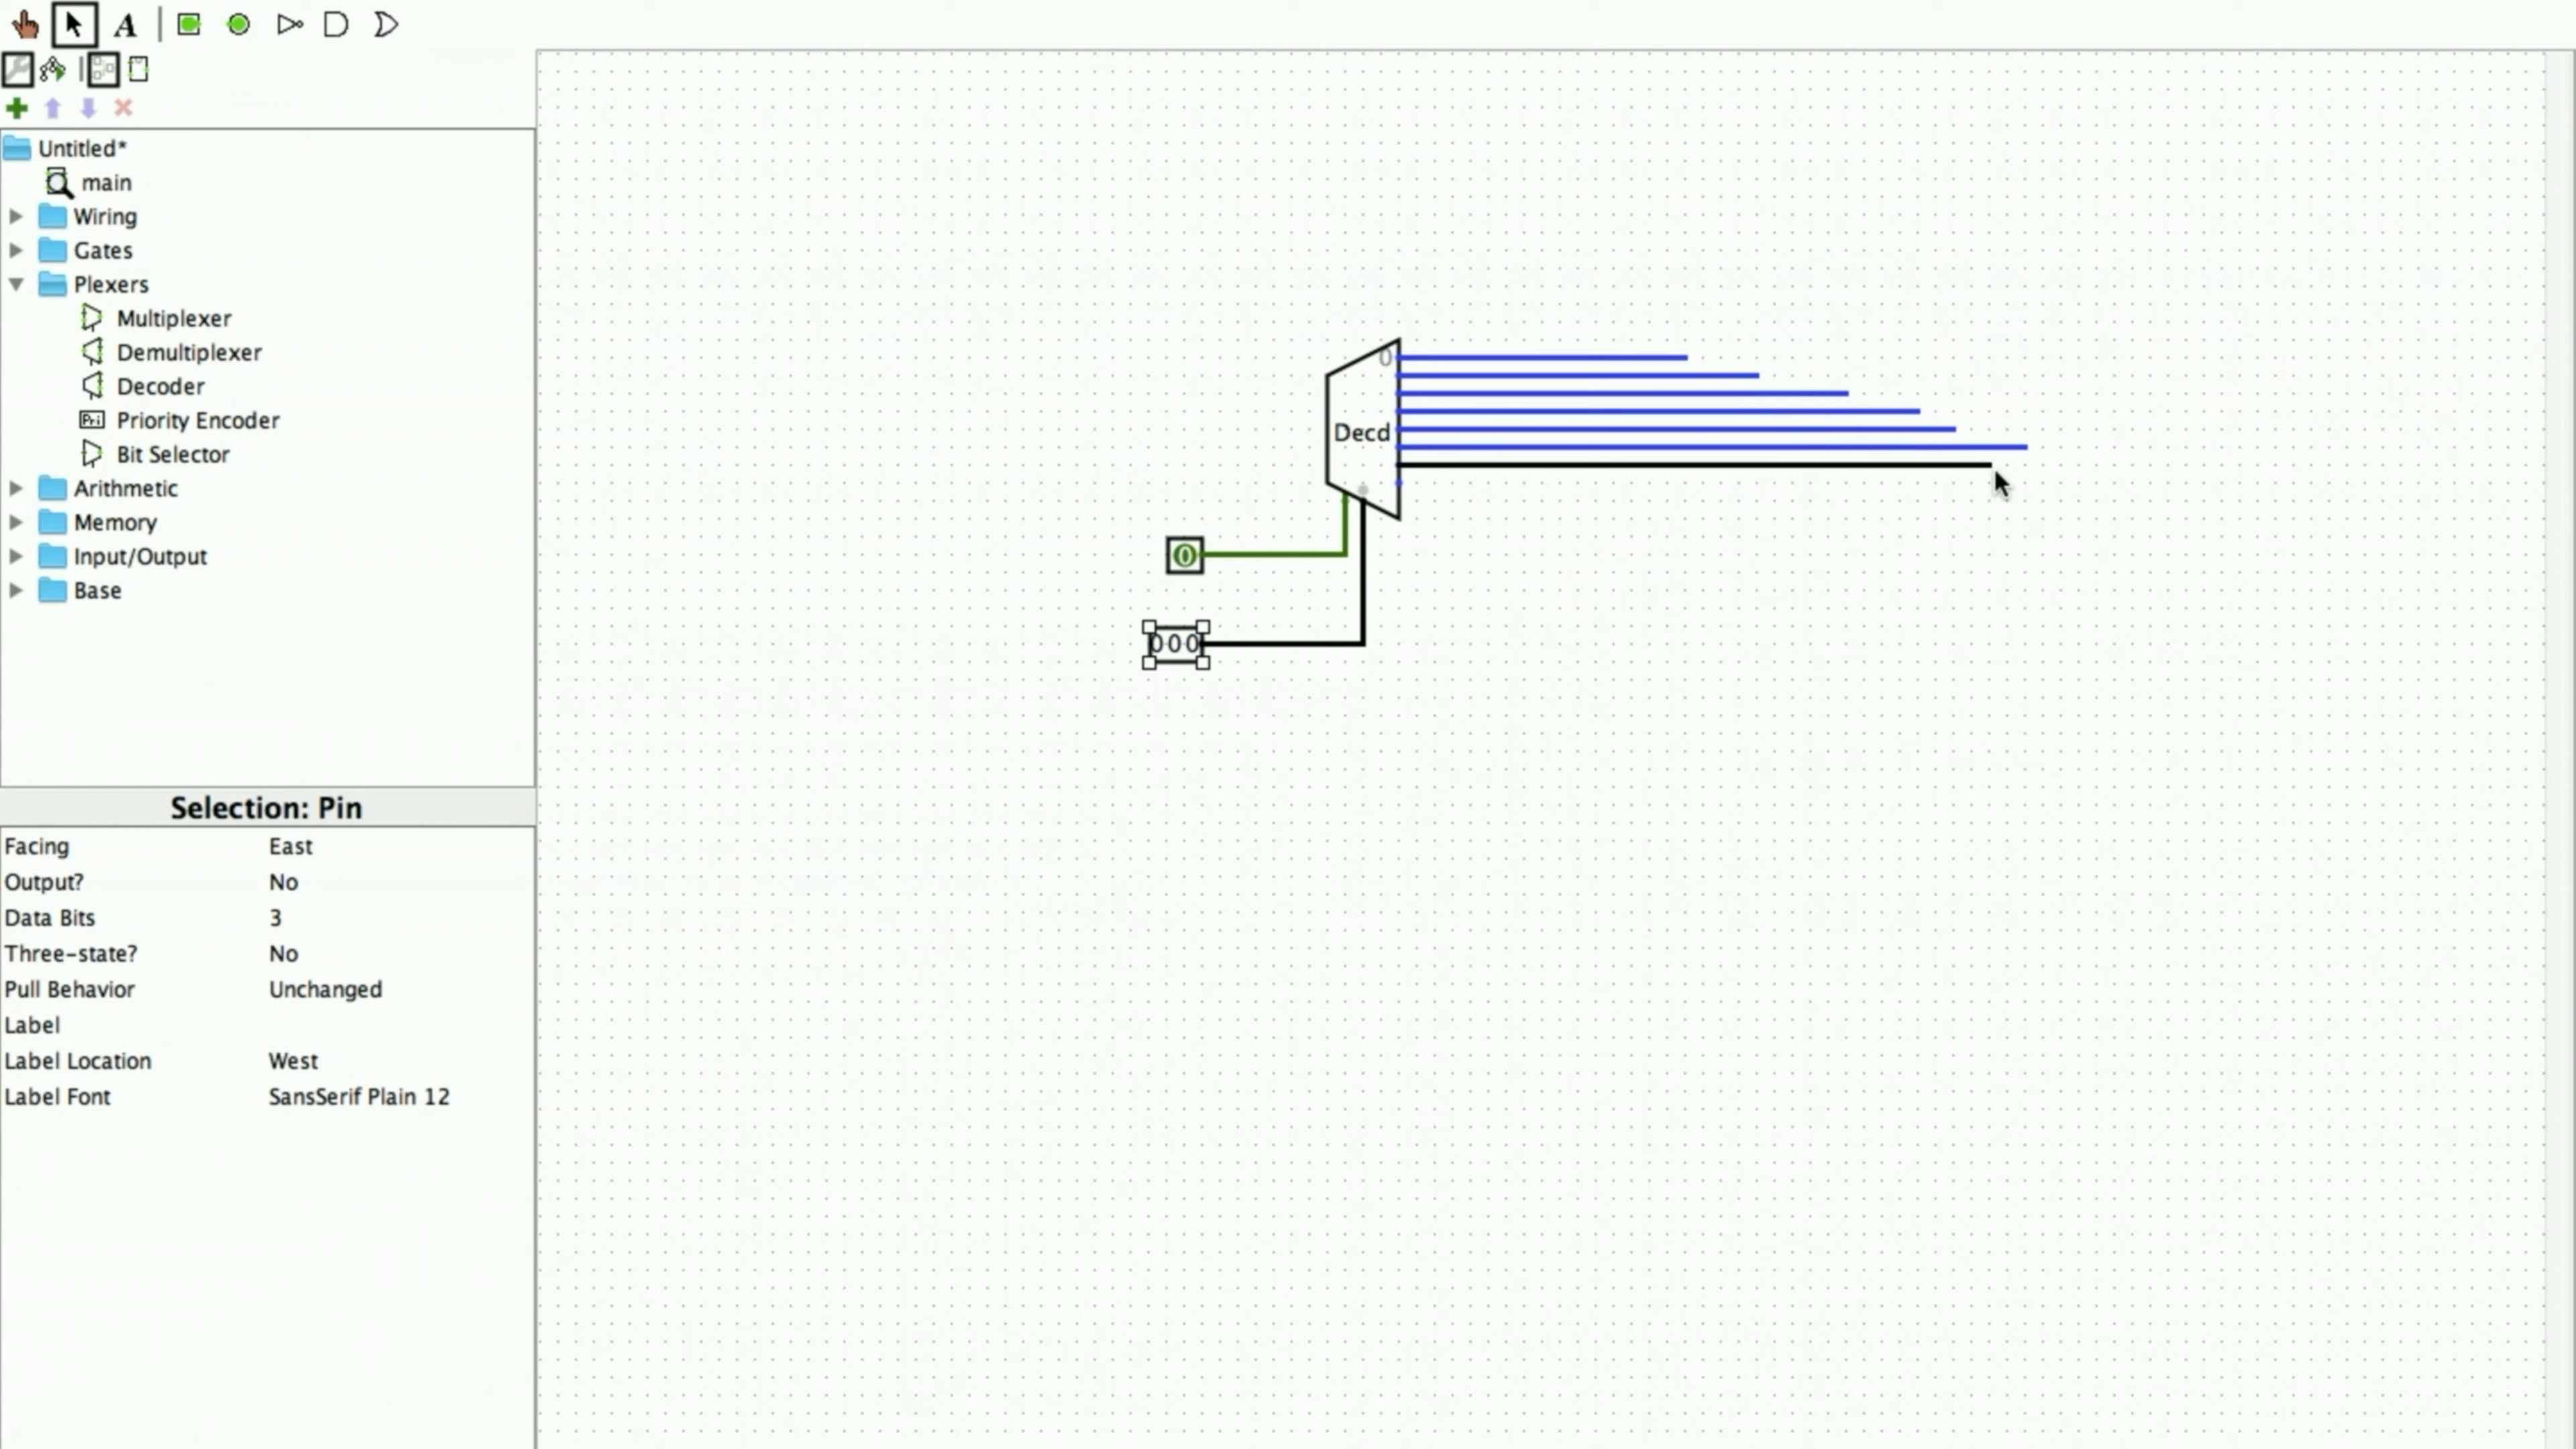 A
Untitled*
main
Wiring
Gates
Plexers
Multiplexer
Demultiplexer
Decoder
Pri Priority Encoder
Bit Selector
Arithmetic
Memory
Input/Output
Base
Selection: Pin
Facing East
Output? No
Data Bits 3
Three-state? No
Pull Behavior Unchanged
Label
Label Location West
Label Font SansSerif Plain 12
0
Decd
0
000